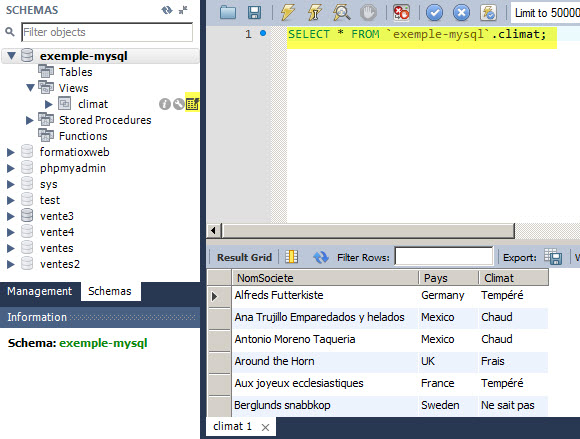 SCHEMAS
Filter objects
exemple-mysql
Tables
Views
climat
Stored Procedures
Functions
formatioxweb
phpmyadmin
sys
test
vente3
vente4
ventes
ventes2
Management Schemas
Information
Schema: exemple-mysql
Limit to 50000
1 SELECT * FROM `exemple-mysql`.climat;
Result Grid Filter Rows: Export:
NomSociete Pays Climat
Alfreds Futterkiste Germany Tempéré
Ana Trujillo Emparedados y helados Mexico Chaud
Antonio Moreno Taqueria Mexico Chaud
Around the Horn UK Frais
Aux joyeux ecclesiastiques France Tempéré
Berglunds snabbkop Sweden Ne sait pas
climat 1